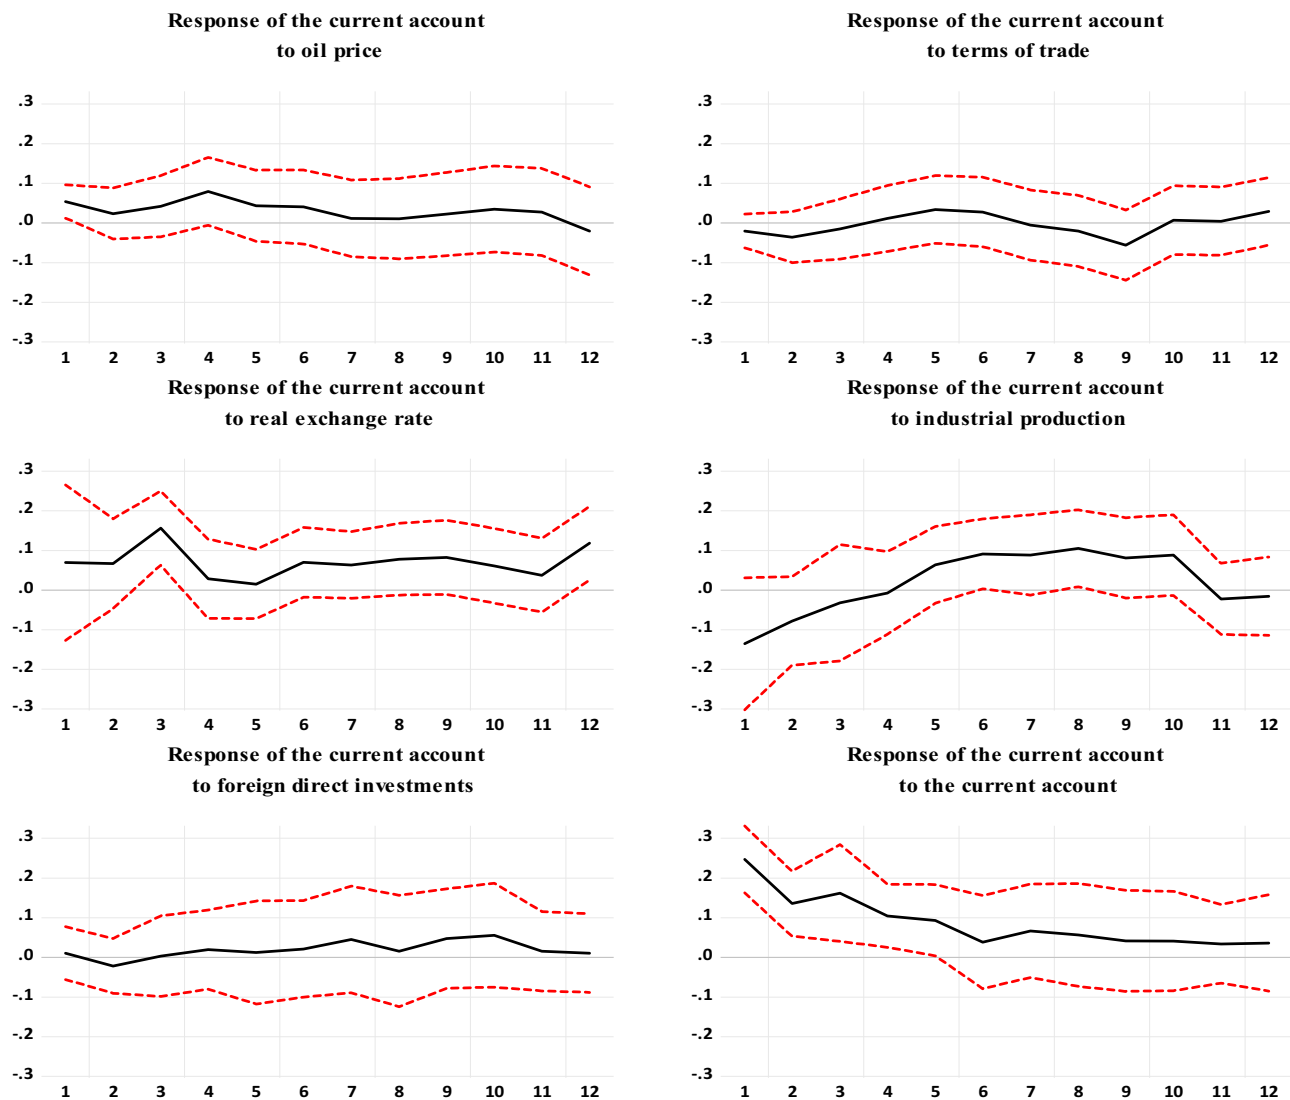 Response of the current account
to oil price
.3
.2
.1
.0
-.1
-.2
-.3
1 2 3 4 5 6 7 8 9 10 11 12
Response of the current account
to terms of trade
.3
.2
.1
.0
-.1
-.2
-.3
1 2 3 4 5 6 7 8 9 10 11 12
Response of the current account
to real exchange rate
.3
.2
.1
.0
-.1
-.2
-.3
1 2 3 4 5 6 7 8 9 10 11 12
Response of the current account
to industrial production
.3
.2
.1
.0
-.1
-.2
-.3
1 2 3 4 5 6 7 8 9 10 11 12
Response of the current account
to foreign direct investments
.3
.2
.1
.0
-.1
-.2
-.3
1 2 3 4 5 6 7 8 9 10 11 12
Response of the current account
to the current account
.3
.2
.1
.0
-.1
-.2
-.3
1 2 3 4 5 6 7 8 9 10 11 12